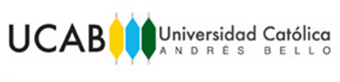 UCAB
Universidad Católica
ANDRÉS BELLO